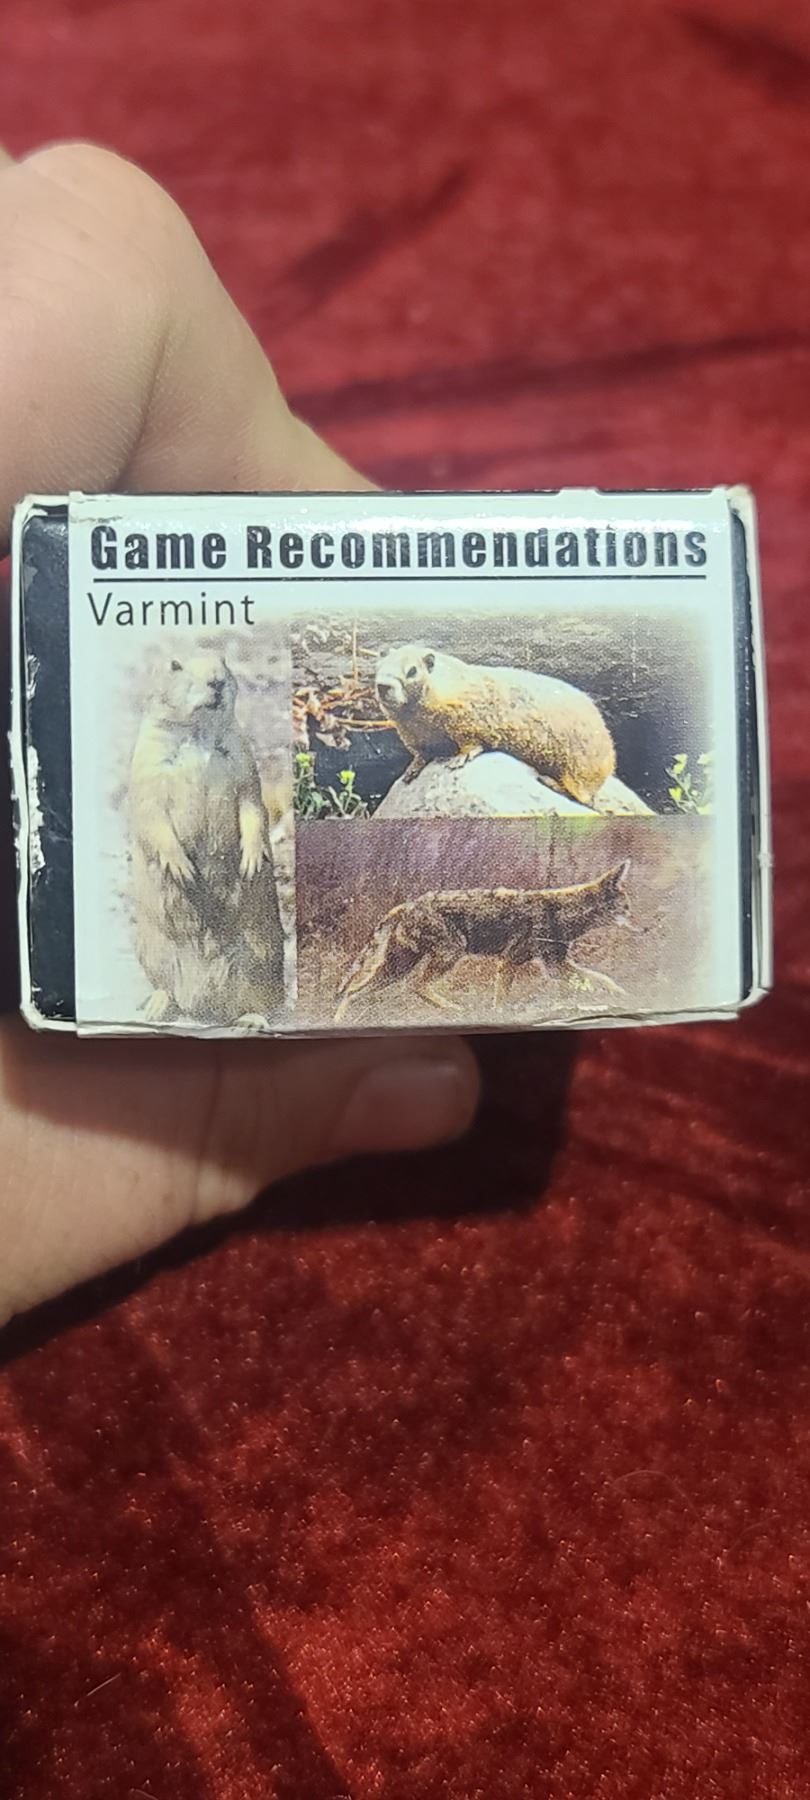 Game Recommendations
Varmint